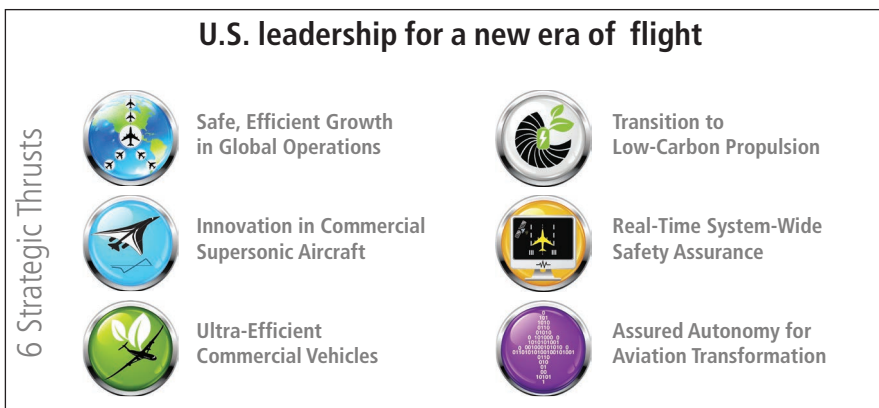 U.S. leadership for a new era of flight
6 Strategic Thrusts
Safe, Efficient Growth
in Global Operations
Innovation in Commercial
Supersonic Aircraft
Ultra-Efficient
Commercial Vehicles
Transition to
Low-Carbon Propulsion
Real-Time System-Wide
Safety Assurance
Assured Autonomy for
Aviation Transformation